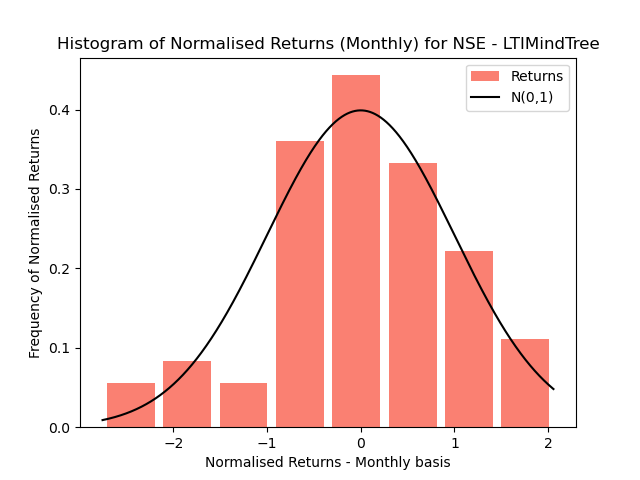 Histogram of Normalised Returns (Monthly) for NSE - LTIMindTree
Returns
N(0,1)
Frequency of Normalised Returns
0.4
0.3
0.2
0.1
0.0
−2
−1
0
1
2
Normalised Returns - Monthly basis